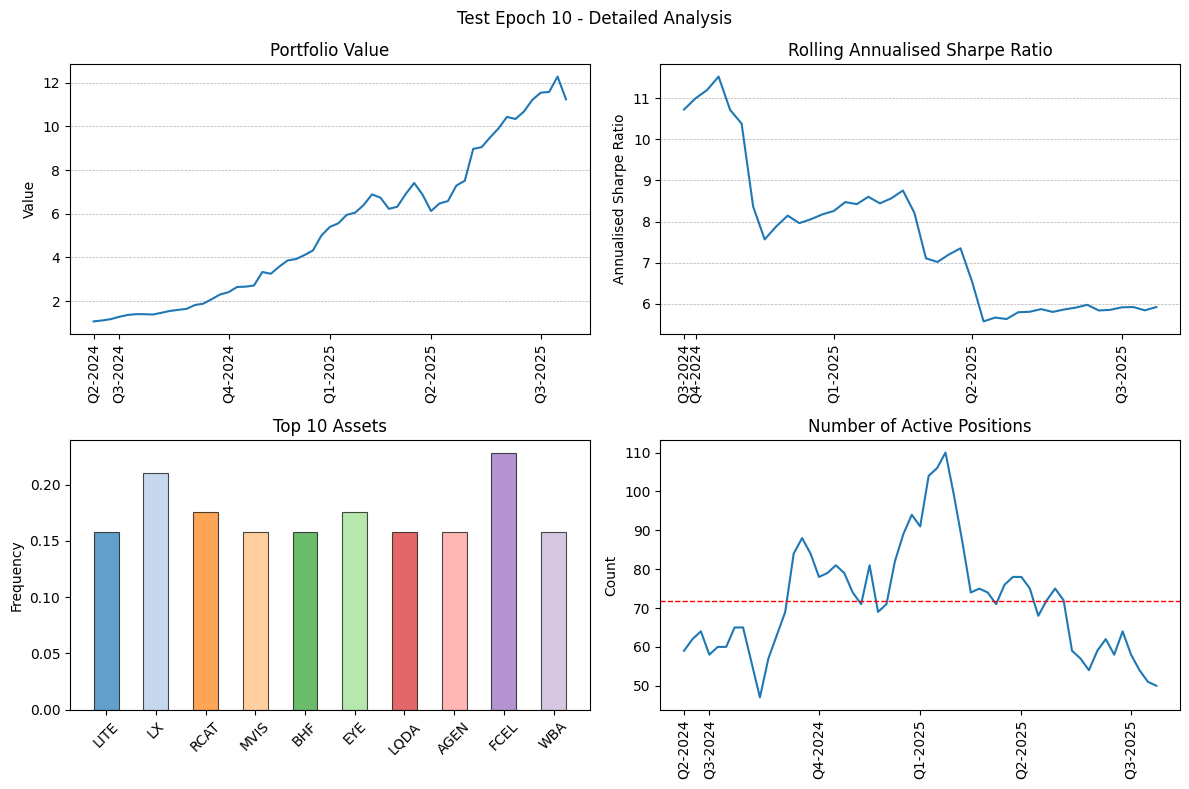 Test Epoch 10 - Detailed Analysis
Portfolio Value
Value
12
10
8
6
4
2
Q2-2024
Q3-2024
Q4-2024
Q1-2025
Q2-2025
Q3-2025
Rolling Annualised Sharpe Ratio
Annualised Sharpe Ratio
11
10
9
8
7
6
Q3-2024
Q4-2024
Q1-2025
Q2-2025
Q3-2025
Top 10 Assets
Frequency
0.20
0.15
0.10
0.05
0.00
LITE
LX
RCAT
MVIS
BHF
EYE
LQDA
AGEN
FCEL
WBA
Number of Active Positions
Count
110
100
90
80
70
60
50
Q2-2024
Q3-2024
Q4-2024
Q1-2025
Q2-2025
Q3-2025